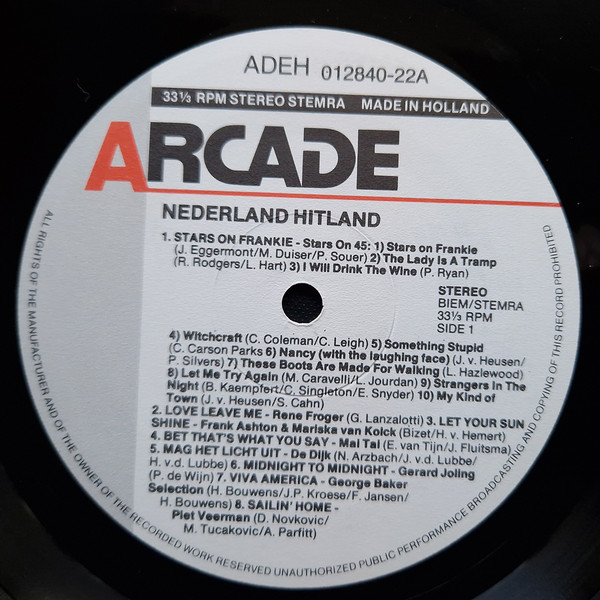 ADEH 012840-22A
33⅓ RPM STEREO STEMRA MADE IN HOLLAND
ARCADE
NEDERLAND HITLAND
1. STARS ON FRANKIE - Stars On 45: 1) Stars on Frankie
(J. Eggermont/M. Duiser/P. Souer) 2) The Lady Is A Tramp
(R. Rodgers/L. Hart) 3) I Will Drink The Wine (P. Ryan)
STEREO
BIEM/STEMRA
33⅓ RPM
SIDE 1
4) Witchcraft (C. Coleman/C. Leigh) 5) Something Stupid
(C. Carson Parks 6) Nancy (with the laughing face) (J. v. Heusen/
P. Silvers) 7) These Boots Are Made For Walking (L. Hazlewood)
8) Let Me Try Again (M. Caravelli/L. Jourdan) 9) Strangers In The
Night (B. Kaempfert/C. Singleton/E. Snyder) 10) My Kind of
Town (J. v. Heusen/S. Cahn)
2. LOVE LEAVE ME - Rene Froger (G. Lanzalotti) 3. LET YOUR SUN
SHINE - Frank Ashton & Mariska van Kolck (Bizet/H. v. Hemert)
4. BET THAT'S WHAT YOU SAY - Mai Tai (E. van Tijn/J. Fluitsma)
5. MAG HET LICHT UIT - De Dijk (N. Arzbach/J. v.d. Lubbe/
H. v.d. Lubbe) 6. MIDNIGHT TO MIDNIGHT - Gerard Joling
(P. de Wijn) 7. VIVA AMERICA - George Baker
Selection (H. Bouwens/J.P. Kroese/F. Jansen/
H. Bouwens) 8. SAILIN' HOME -
Piet Veerman (D. Novkovic/
M. Tucakovic/A. Parfitt)
ALL RIGHTS OF THE MANUFACTURER AND OF THE OWNER OF THE RECORDED WORK RESERVED UNAUTHORIZED PUBLIC PERFORMANCE BROADCASTING AND COPYING OF THIS RECORD PROHIBITED